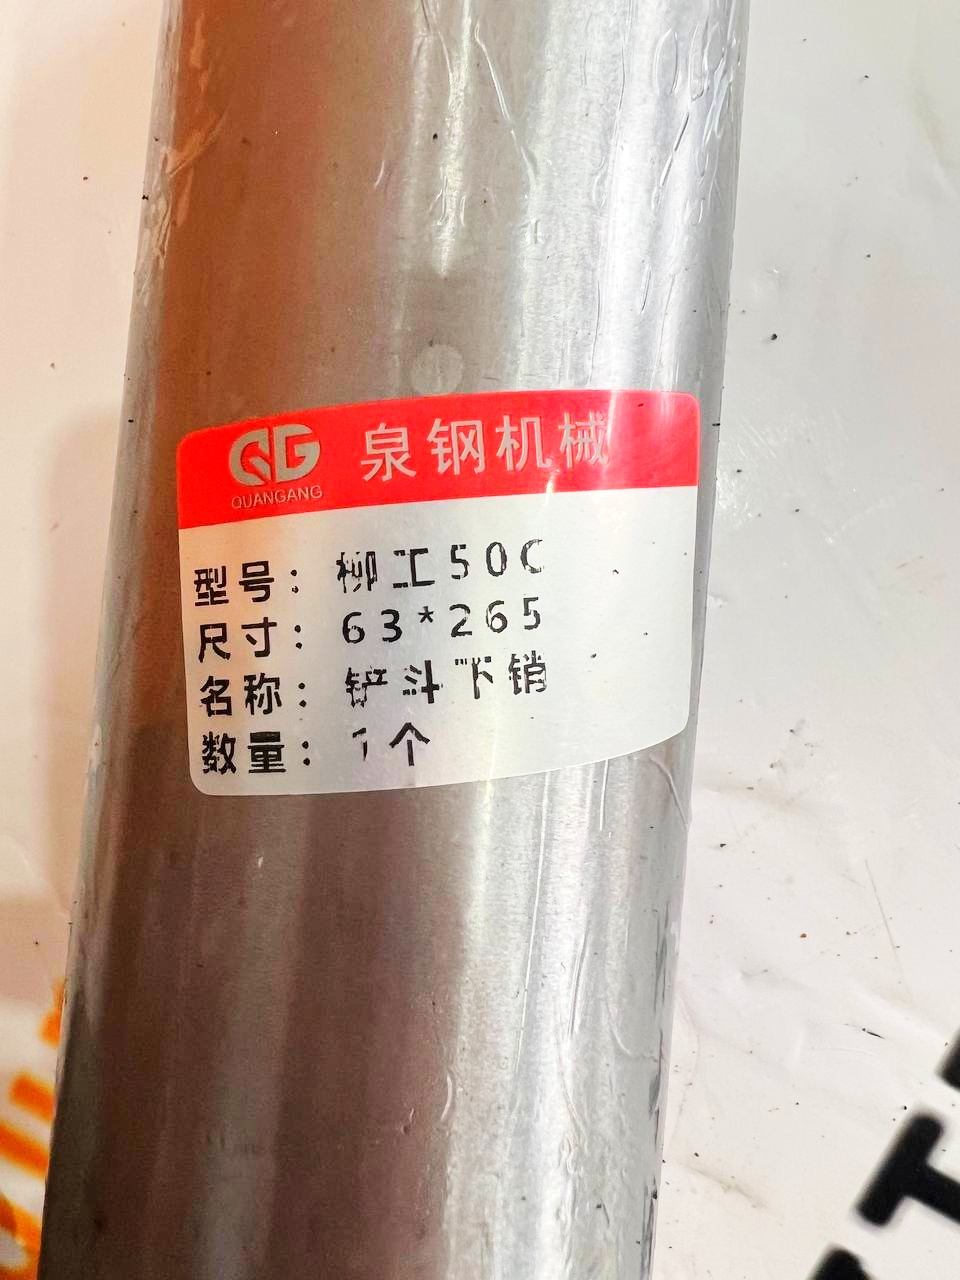 QG 泉钢机械
QUANGANG
型号：柳工50C
尺寸：63*265
名称：铲斗下销
数量：1个